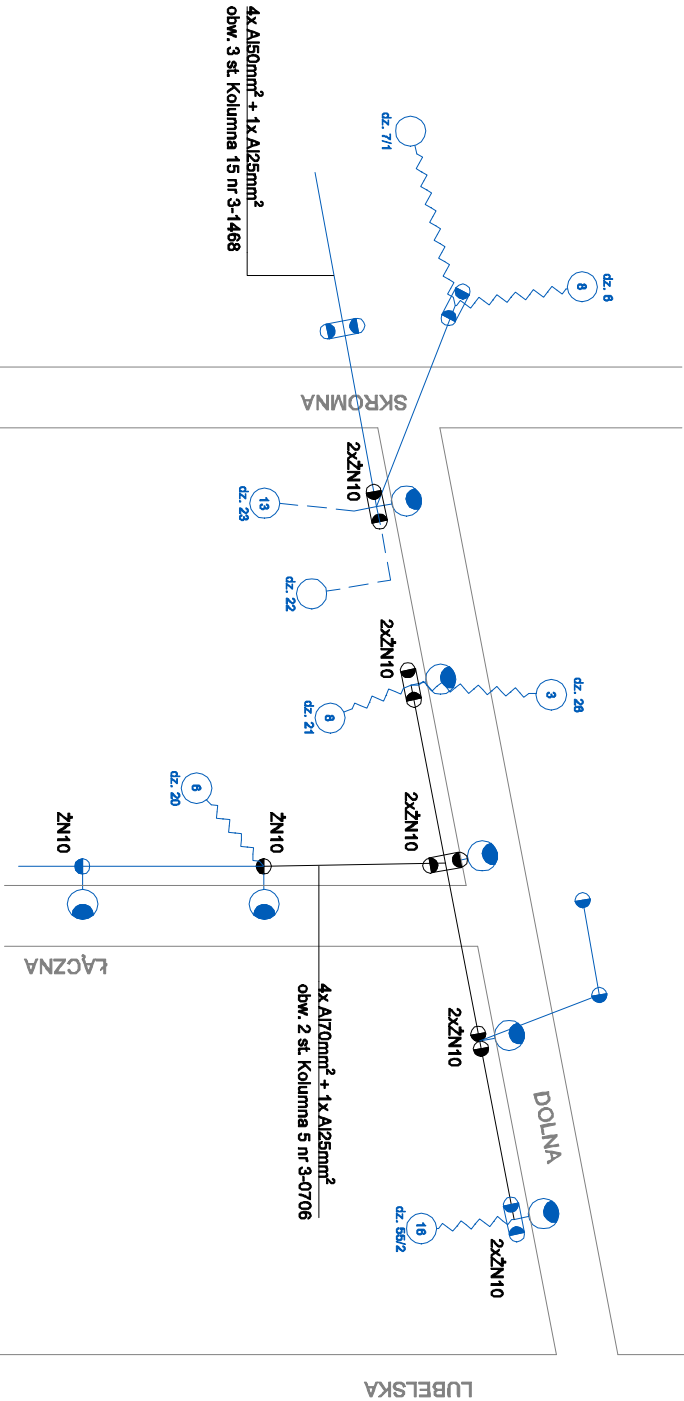 dz. 6
8
dz. 7/1
4x Al50mm² + 1x Al25mm²
obw. 3 st. Kolumna 15 nr 3-1468
SKROMNA
2xŻN10
13
dz. 23
dz. 22
2xŻN10
dz. 26
3
8
dz. 21
2xŻN10
6
dz. 20
ŻN10
ŻN10
ŁĄCZNA
4x Al70mm² + 1x Al25mm²
obw. 2 st. Kolumna 5 nr 3-0706
2xŻN10
DOLNA
16
dz. 55/2
2xŻN10
LUBELSKA